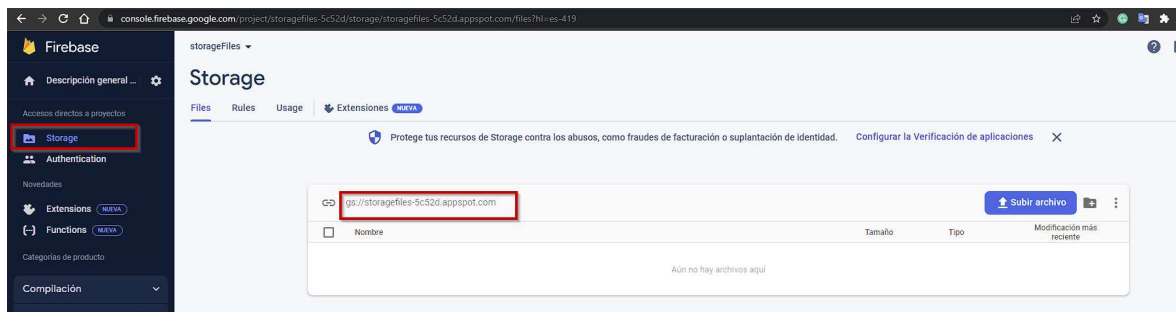 console.firebase.google.com/project/storagefiles-5c52d/storage/storagefiles-5c52d.appspot.com/files?hl=es-419
Firebase
storageFiles
Descripción general ...
Storage
Files Rules Usage Extensiones NUEVA
Accesos directos a proyectos
Storage
Protege tus recursos de Storage contra los abusos, como fraudes de facturación o suplantación de identidad. Configurar la Verificación de aplicaciones
Authentication
Novedades
Extensions NUEVA
gs://storagefiles-5c52d.appspot.com
Subir archivo
Functions NUEVA
Nombre Tamaño Tipo Modificación más
reciente
Categorías de producto
Aún no hay archivos aquí
Compilación